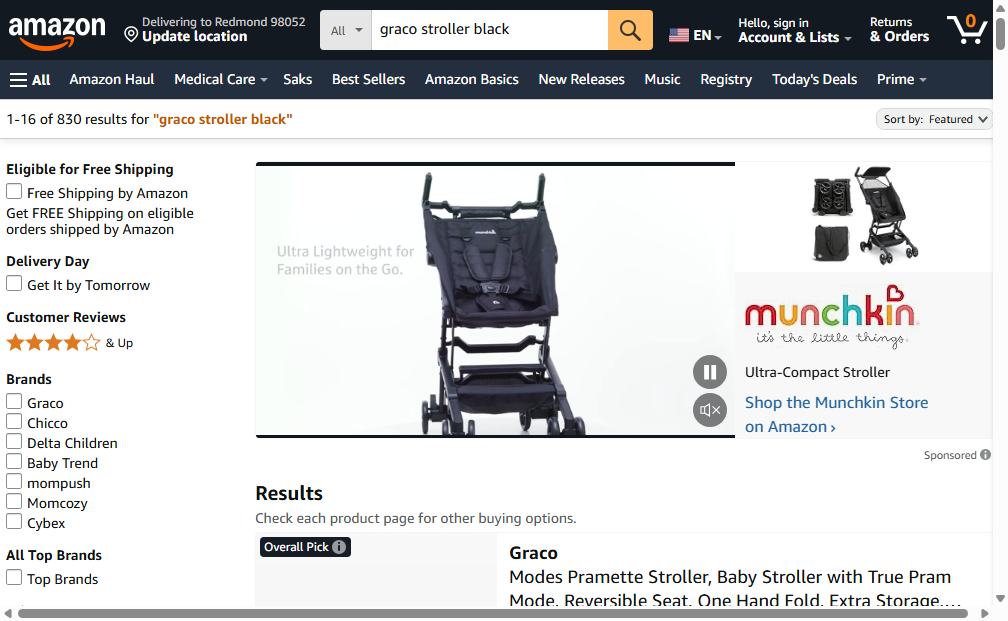 amazon
Delivering to Redmond 98052
Update location
All
graco stroller black
EN
Hello, sign in
Account & Lists
Returns
& Orders
0
All
Amazon Haul
Medical Care
Saks
Best Sellers
Amazon Basics
New Releases
Music
Registry
Today's Deals
Prime
1-16 of 830 results for "graco stroller black"
Sort by: Featured
Eligible for Free Shipping
Free Shipping by Amazon
Get FREE Shipping on eligible
orders shipped by Amazon
Delivery Day
Get It by Tomorrow
Customer Reviews
& Up
Brands
Graco
Chicco
Delta Children
Baby Trend
mompush
Momcozy
Cybex
All Top Brands
Top Brands
Ultra Lightweight for
Families on the Go.
munchkin
munchkin
it's the little things.
Ultra-Compact Stroller
Shop the Munchkin Store
on Amazon ›
Sponsored
Results
Check each product page for other buying options.
Overall Pick
Graco
Modes Pramette Stroller, Baby Stroller with True Pram
Mode, Reversible Seat, One Hand Fold, Extra Storage,...